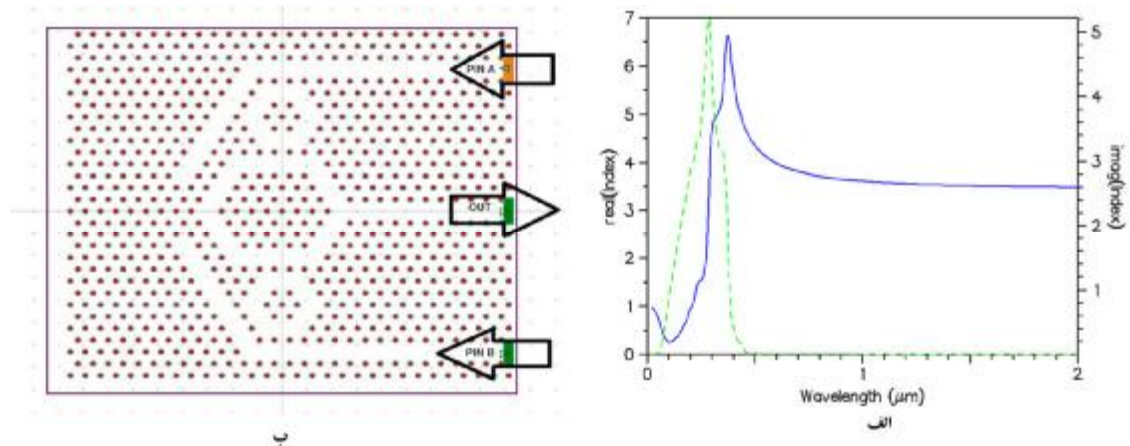 PIN A
OUT
PIN B
ب
7
6
5
4
3
2
1
0
real(index)
5
4
3
2
1
imag(index)
0
1
2
Wavelength (μm)
الف